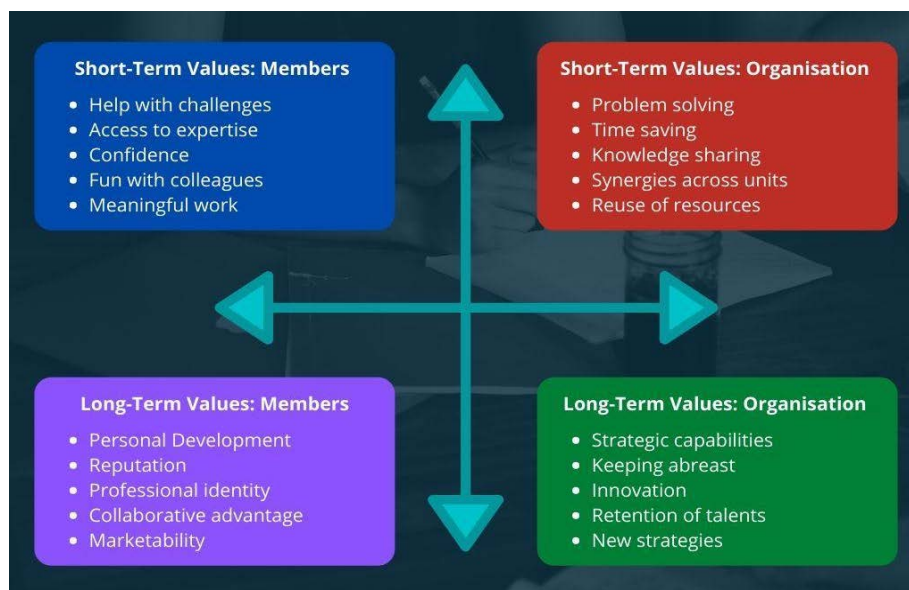 Short-Term Values: Members
• Help with challenges
• Access to expertise
• Confidence
• Fun with colleagues
• Meaningful work
Short-Term Values: Organisation
• Problem solving
• Time saving
• Knowledge sharing
• Synergies across units
• Reuse of resources
Long-Term Values: Members
• Personal Development
• Reputation
• Professional identity
• Collaborative advantage
• Marketability
Long-Term Values: Organisation
• Strategic capabilities
• Keeping abreast
• Innovation
• Retention of talents
• New strategies